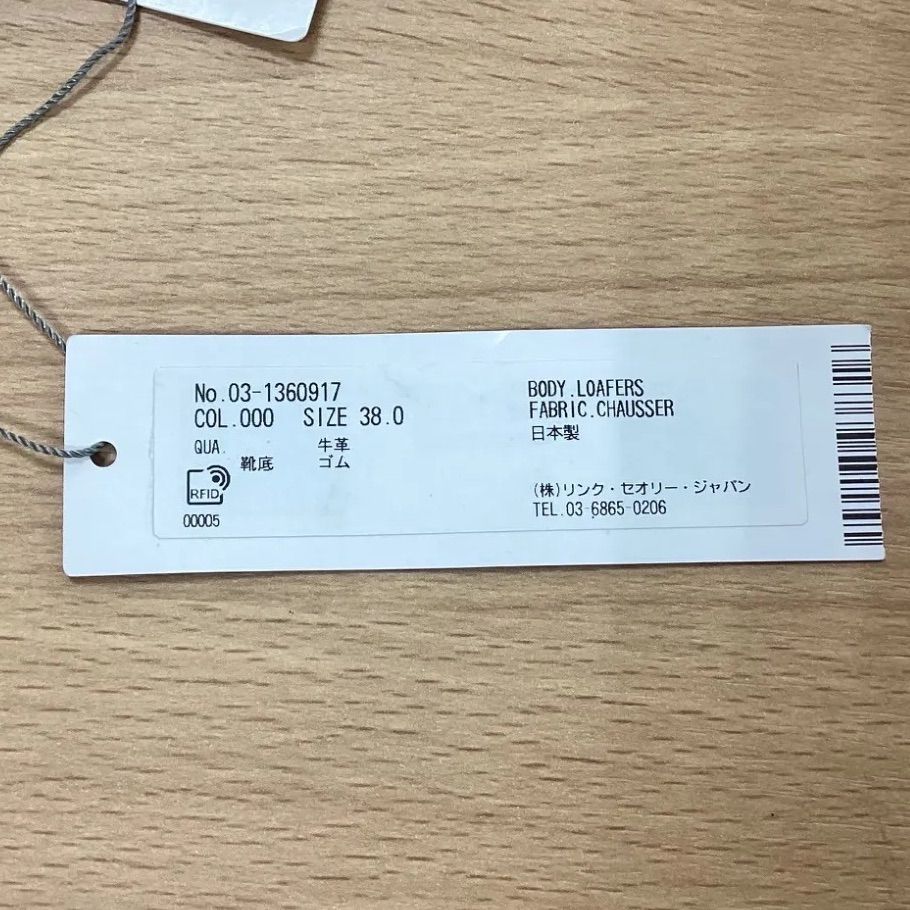 No.03-1360917
COL.000 SIZE 38.0
QUA. 牛革
靴底 ゴム
RFID
00005
BODY.LOAFERS
FABRIC.CHAUSSER
日本製
(株)リンク・セオリー・ジャパン
TEL.03-6865-0206